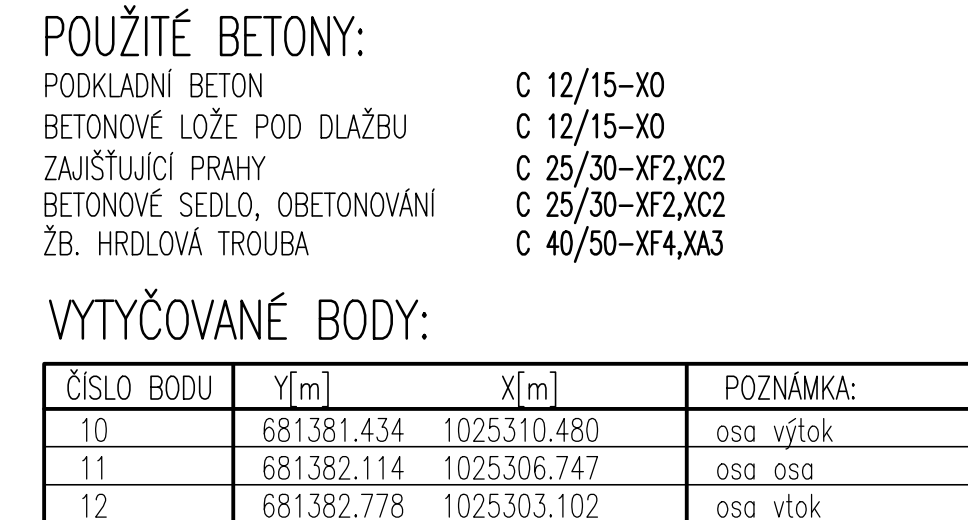 POUŽITÉ BETONY:
PODKLADNÍ BETON C 12/15-X0
BETONOVÉ LOŽE POD DLAŽBU C 12/15-X0
ZAJIŠŤUJÍCÍ PRAHY C 25/30-XF2,XC2
BETONOVÉ SEDLO, OBETONOVÁNÍ C 25/30-XF2,XC2
ŽB. HRDLOVÁ TROUBA C 40/50-XF4,XA3
VYTYČOVANÉ BODY:
ČÍSLO BODU Y[m] X[m] POZNÁMKA:
10 681381.434 1025310.480 osa výtok
11 681382.114 1025306.747 osa osa
12 681382.778 1025303.102 osa vtok